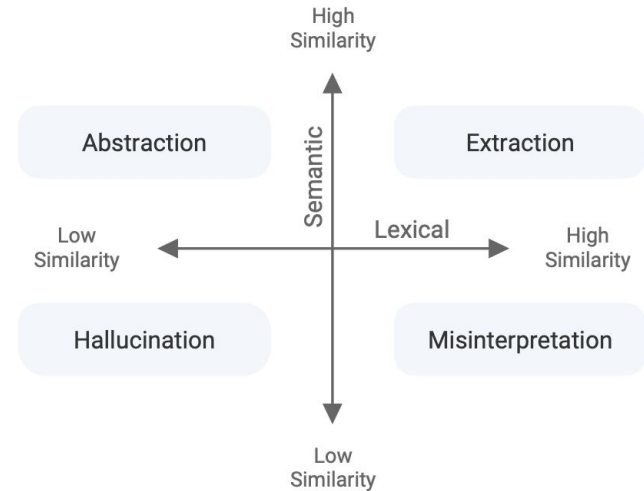 High
Similarity
Abstraction
Extraction
Semantic
Lexical
Low
Similarity
High
Similarity
Hallucination
Misinterpretation
Low
Similarity